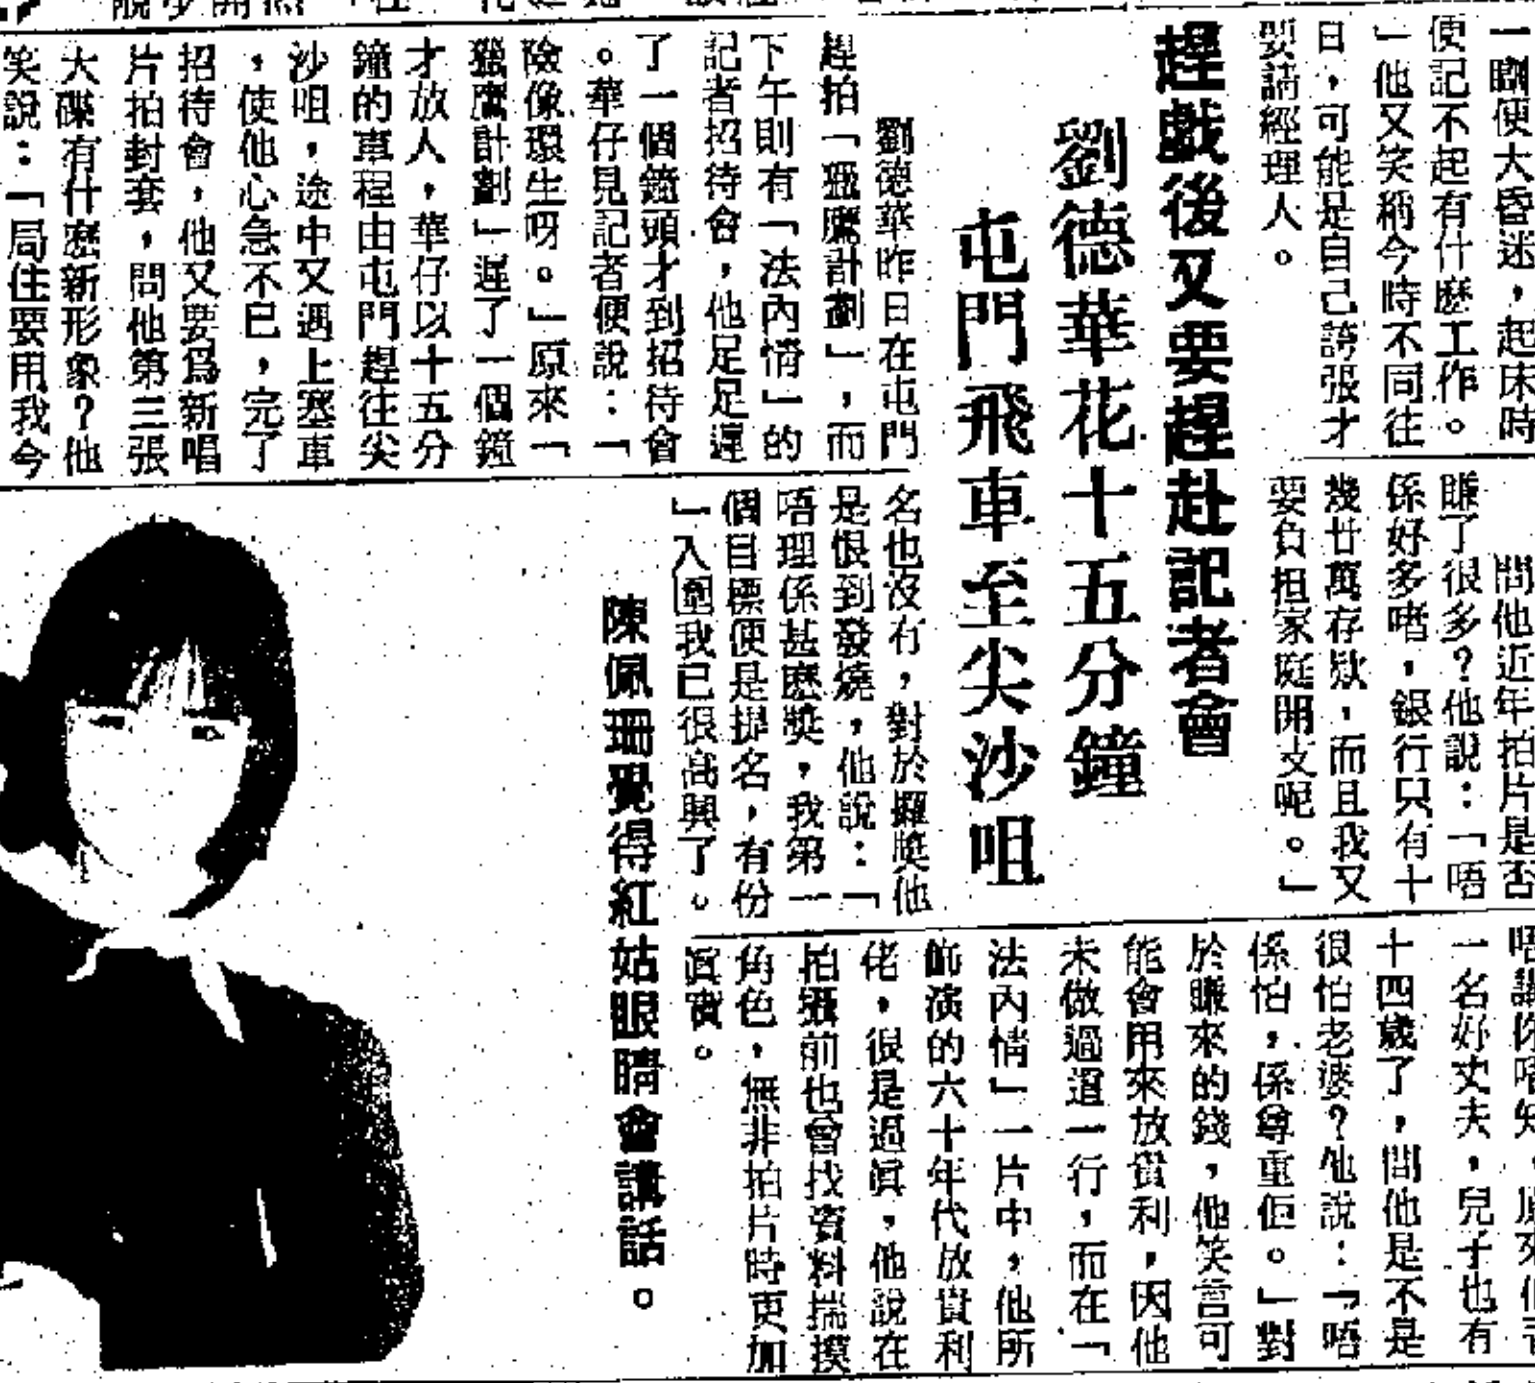 一瞓便大昏迷，起床時
便記不起有什麽工作。
」他又笑稱今時不同往
日，可能是自己誇張才
要請經理人。
問他近年拍片是否
賺了很多？他說：「唔
係好多啫，銀行只有十
幾廿萬存款，而且我又
要負担家庭開支呢。」
一名好丈夫，兒子也有
十四歲了，問他是不是
很怕老婆？他說：「唔
係怕，係尊重佢。」對
於賺來的錢，他笑言可
能會用來放貴利，因他
未做過這一行，而在「
法內情」一片中，他所
飾演的六十年代放貴利
佬，很是過眞，他說在
拍攝前也曾找資料揣摸
角色，無非拍片時更加
眞實。
趕戲後又要趕赴記者會
劉德華花十五分鐘
屯門飛車至尖沙咀
劉德華昨日在屯門
趕拍「獵鷹計劃」，而
下午則有「法內情」的
記者招待會，他足足遲
了一個鐘頭才到招待會
。華仔見記者便說：「
險像環生呀。」原來「
獵鷹計劃」遲了一個鐘
才放人，華仔以十五分
鐘的車程由屯門趕往尖
沙咀，途中又遇上塞車
，使他心急不已，完了
招待會，他又要爲新唱
片拍封套，問他第三張
大碟有什麽新形象？他
笑說：「局住要用我今
名也沒有，對於攞獎他
是恨到發燒，他說：「
唔理係甚麽獎，我第一
個目標便是提名，有份
」入圍我已很高興了。
陳佩珊覺得紅姑眼睛會講話。